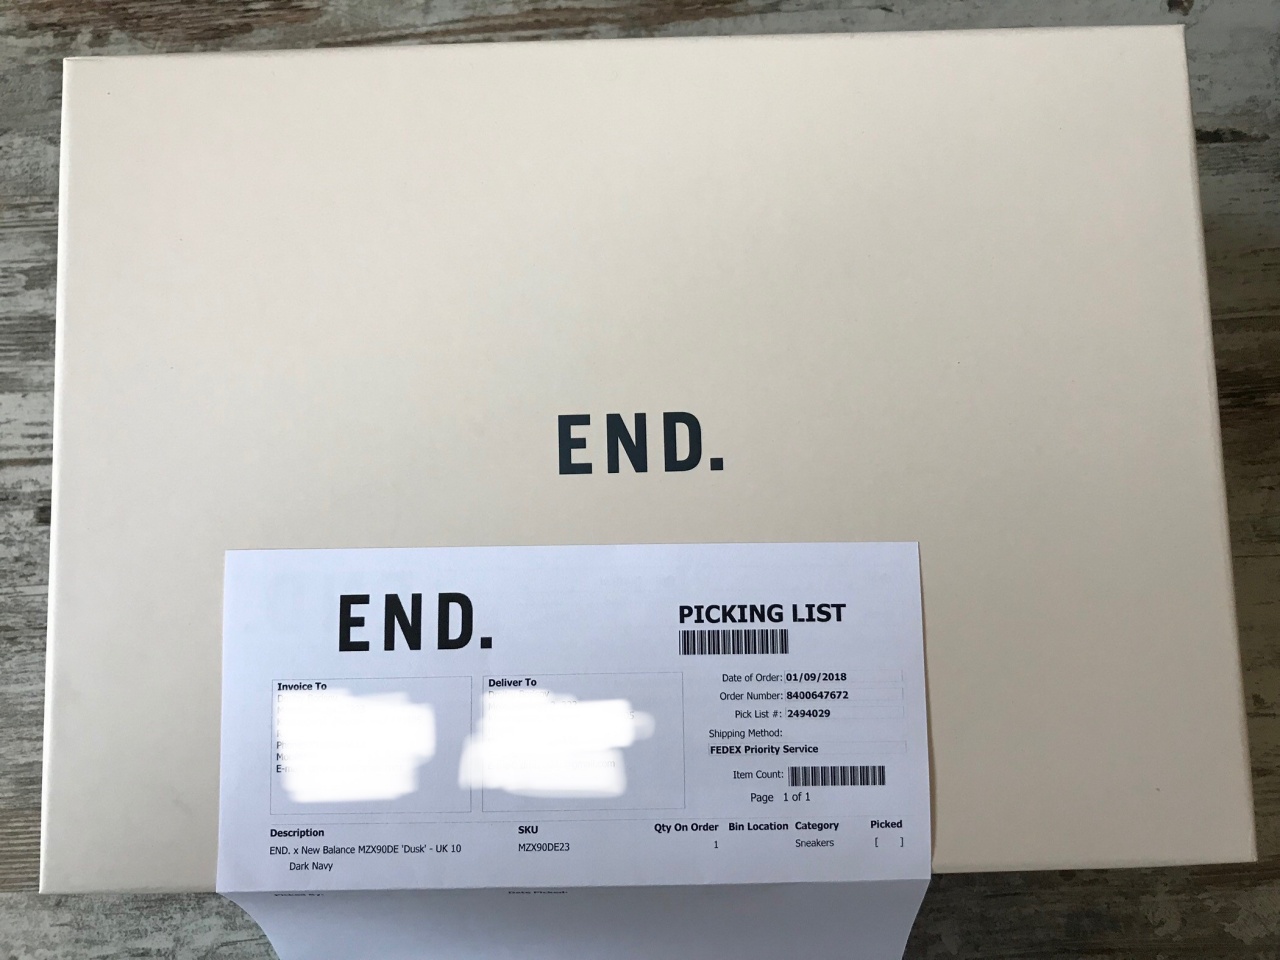 END.
END.
PICKING LIST
Invoice To
Deliver To
Date of Order: 01/09/2018
Order Number: 8400647672
Pick List #: 2494029
Shipping Method:
FEDEX Priority Service
Item Count:
Page 1 of 1
Description SKU Qty On Order Bin Location Category Picked
END. x New Balance MZX90DE 'Dusk' - UK 10 MZX90DE23 1 Sneakers [ ]
Dark Navy